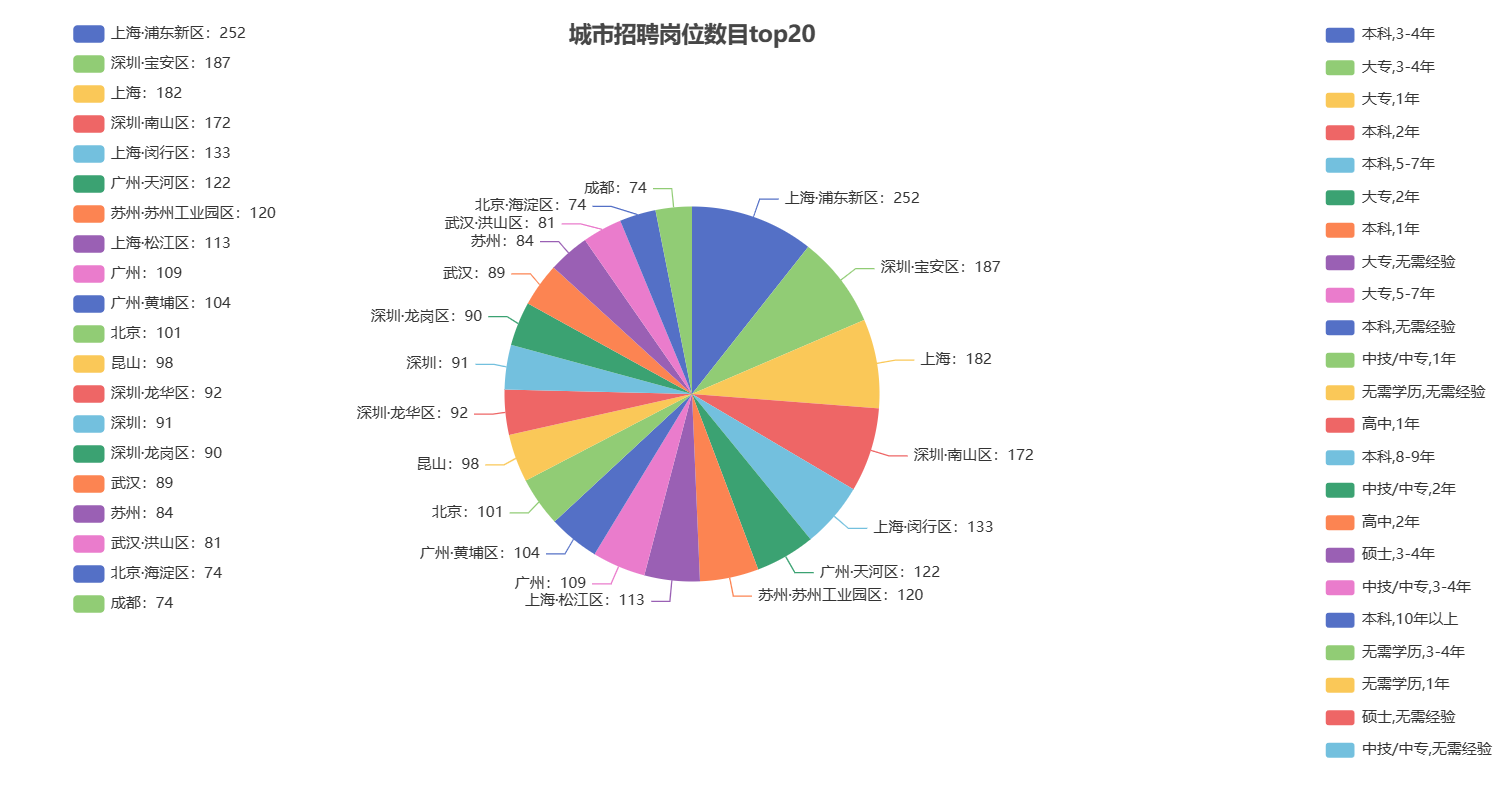 城市招聘岗位数目top20
上海·浦东新区：252
深圳·宝安区：187
上海：182
深圳·南山区：172
上海·闵行区：133
广州·天河区：122
苏州·苏州工业园区：120
上海·松江区：113
广州：109
广州·黄埔区：104
北京：101
昆山：98
深圳·龙华区：92
深圳：91
深圳·龙岗区：90
武汉：89
苏州：84
武汉·洪山区：81
北京·海淀区：74
成都：74
上海·浦东新区：252
深圳·宝安区：187
上海：182
深圳·南山区：172
上海·闵行区：133
广州·天河区：122
苏州·苏州工业园区：120
上海·松江区：113
广州：109
广州·黄埔区：104
北京：101
昆山：98
深圳·龙华区：92
深圳：91
深圳·龙岗区：90
武汉：89
苏州：84
武汉·洪山区：81
北京·海淀区：74
成都：74
本科,3-4年
大专,3-4年
大专,1年
本科,2年
本科,5-7年
大专,2年
本科,1年
大专,无需经验
大专,5-7年
本科,无需经验
中技/中专,1年
无需学历,无需经验
高中,1年
本科,8-9年
中技/中专,2年
高中,2年
硕士,3-4年
中技/中专,3-4年
本科,10年以上
无需学历,3-4年
无需学历,1年
硕士,无需经验
中技/中专,无需经验